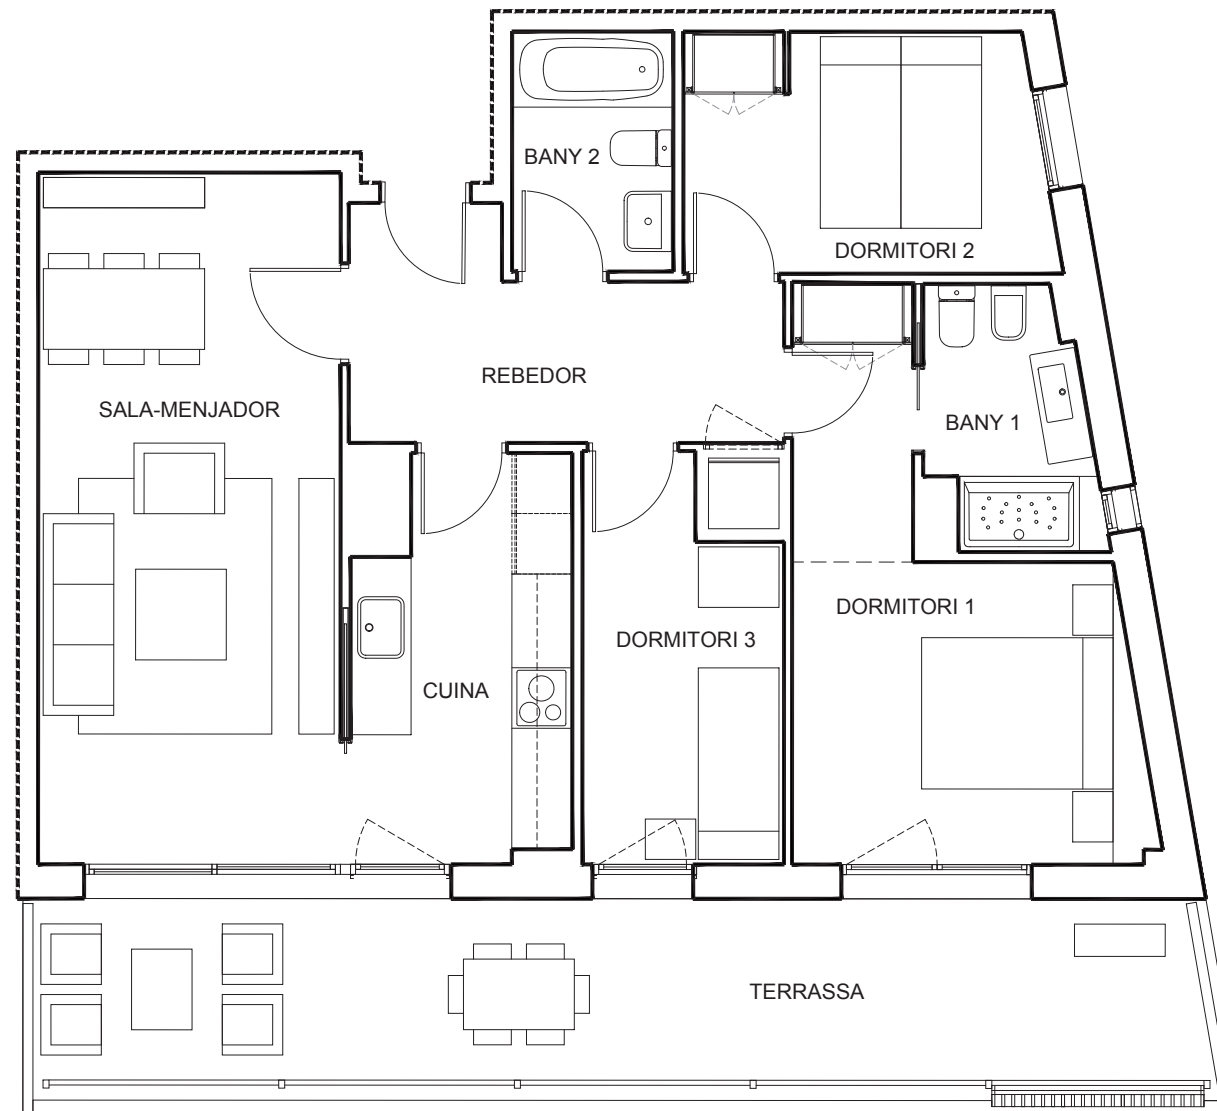 BANY 2
DORMITORI 2
REBEDOR
SALA-MENJADOR
BANY 1
DORMITORI 1
DORMITORI 3
CUINA
TERRASSA